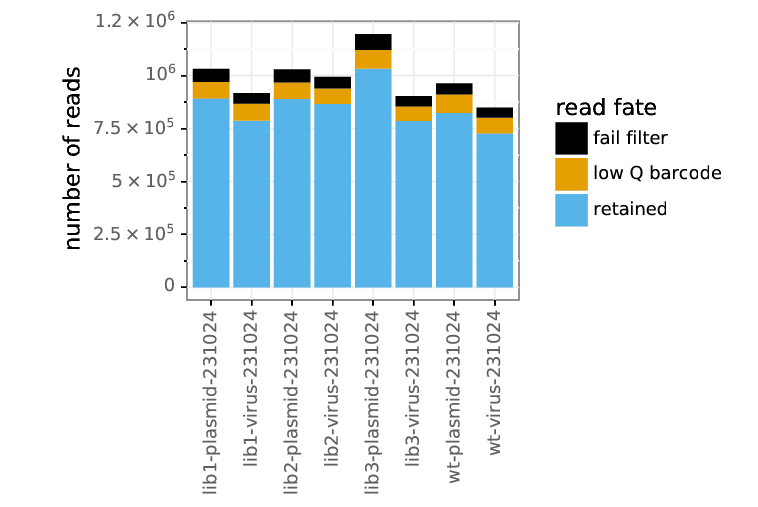 number of reads
1.2 × 10⁶
10⁶
7.5 × 10⁵
5 × 10⁵
2.5 × 10⁵
0
lib1-plasmid-231024
lib1-virus-231024
lib2-plasmid-231024
lib2-virus-231024
lib3-plasmid-231024
lib3-virus-231024
wt-plasmid-231024
wt-virus-231024
read fate
fail filter
low Q barcode
retained